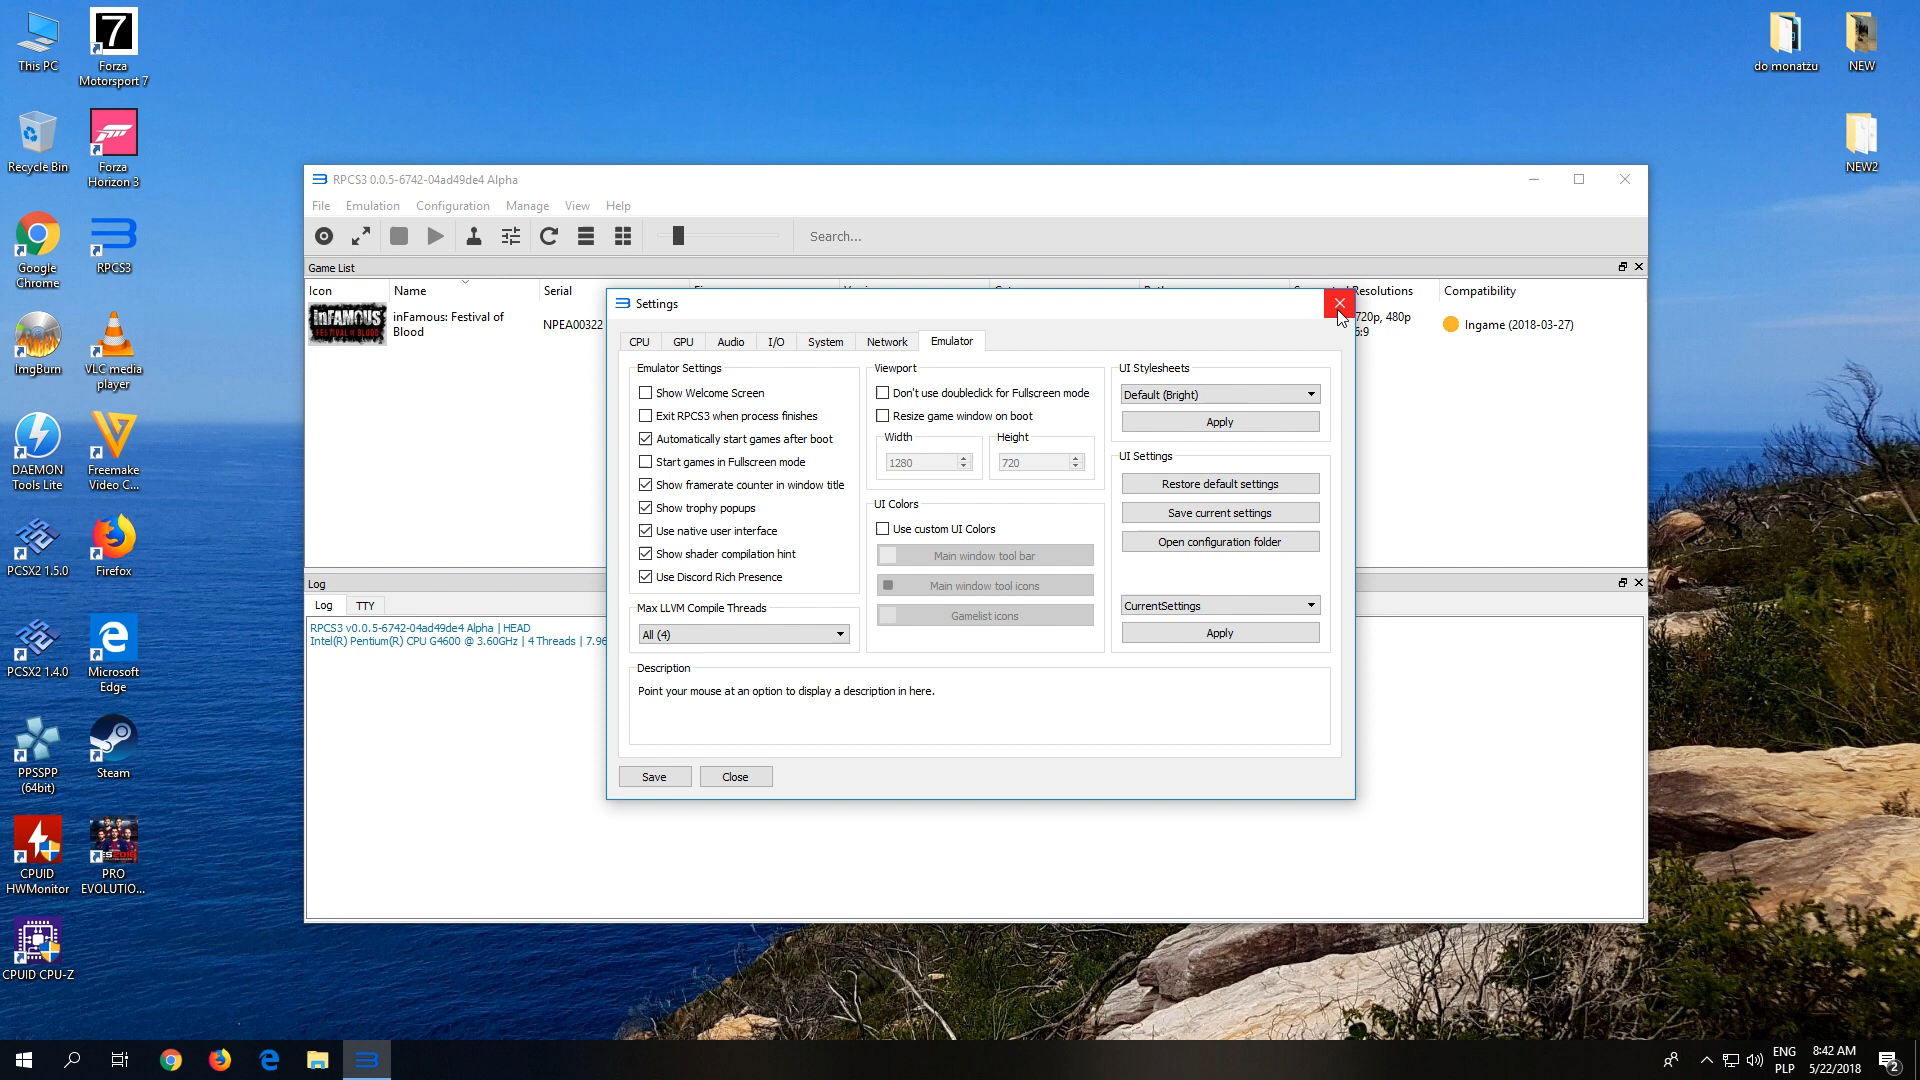 This PC
Forza
Motorsport 7
Recycle Bin
Forza
Horizon 3
Google
Chrome
RPCS3
ImgBurn
VLC media
player
DAEMON
Tools Lite
Freemake
Video C...
PCSX2 1.5.0
Firefox
PCSX2 1.4.0
Microsoft
Edge
PPSSPP
(64bit)
Steam
CPUID
HWMonitor
PRO
EVOLUTIO...
CPUID CPU-Z
do monatzu
NEW
NEW2
RPCS3 0.0.5-6742-04ad49de4 Alpha
File Emulation Configuration Manage View Help
Search...
Game List
Icon Name Serial Resolutions Compatibility
inFAMOUS
FESTIVAL OF BLOOD
inFamous: Festival of
Blood
NPEA00322
720p, 480p
Ingame (2018-03-27)
Settings
CPU GPU Audio I/O System Network Emulator
Emulator Settings
Show Welcome Screen
Exit RPCS3 when process finishes
Automatically start games after boot
Start games in Fullscreen mode
Show framerate counter in window title
Show trophy popups
Use native user interface
Show shader compilation hint
Use Discord Rich Presence
Max LLVM Compile Threads
All (4)
Viewport
Don't use doubleclick for Fullscreen mode
Resize game window on boot
Width Height
1280 720
UI Colors
Use custom UI Colors
Main window tool bar
Main window tool icons
Gamelist icons
UI Stylesheets
Default (Bright)
Apply
UI Settings
Restore default settings
Save current settings
Open configuration folder
CurrentSettings
Apply
Description
Point your mouse at an option to display a description in here.
Save Close
Log
Log TTY
RPCS3 v0.0.5-6742-04ad49de4 Alpha | HEAD
Intel(R) Pentium(R) CPU G4600 @ 3.60GHz | 4 Threads | 7.96
ENG
PLP
8:42 AM
5/22/2018
2